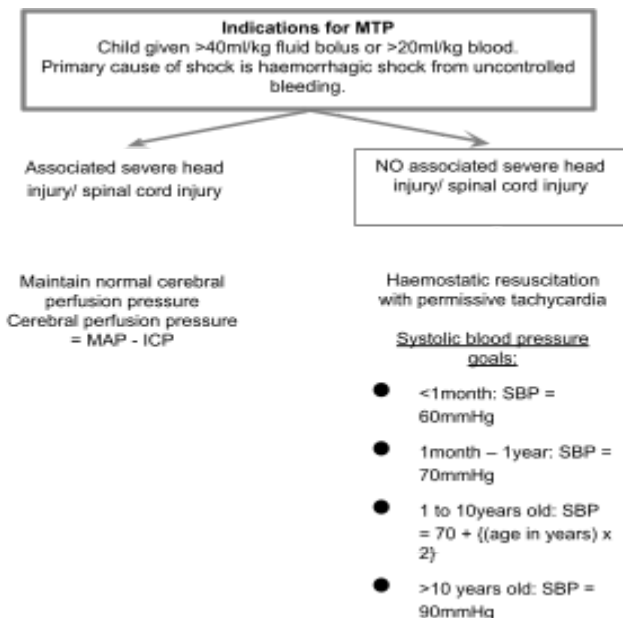 Indications for MTP
Child given >40ml/kg fluid bolus or >20ml/kg blood.
Primary cause of shock is haemorrhagic shock from uncontrolled
bleeding.
Associated severe head
injury/ spinal cord injury
NO associated severe head
injury/ spinal cord injury
Maintain normal cerebral
perfusion pressure
Cerebral perfusion pressure
= MAP - ICP
Haemostatic resuscitation
with permissive tachycardia
Systolic blood pressure
goals:
● <1month: SBP =
60mmHg
● 1month – 1year: SBP =
70mmHg
● 1 to 10years old: SBP
= 70 + {(age in years) x
2}
● >10 years old: SBP =
90mmHg